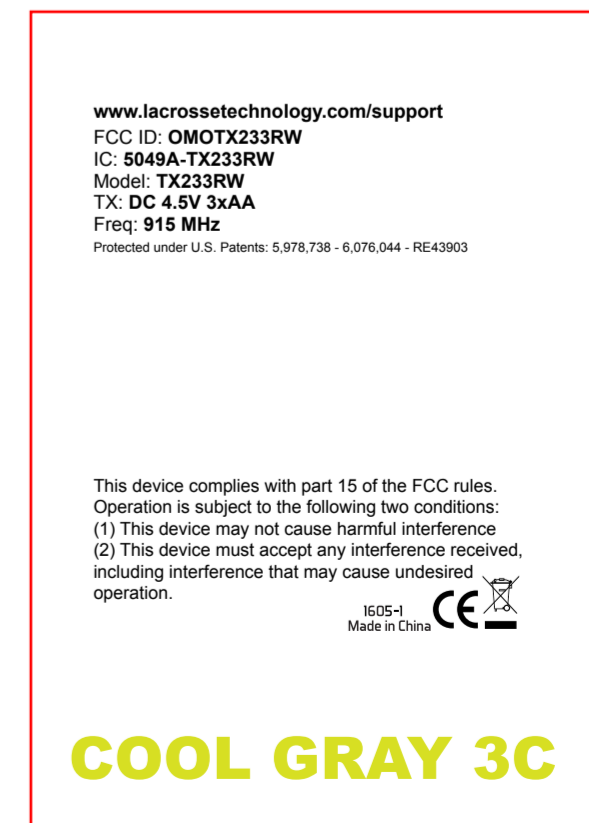 www.lacrossetechnology.com/support
FCC ID: OMOTX233RW
IC: 5049A-TX233RW
Model: TX233RW
TX: DC 4.5V 3xAA
Freq: 915 MHz
Protected under U.S. Patents: 5,978,738 - 6,076,044 - RE43903
This device complies with part 15 of the FCC rules.
Operation is subject to the following two conditions:
(1) This device may not cause harmful interference
(2) This device must accept any interference received,
including interference that may cause undesired
operation.
1605-1
Made in China
CE
COOL GRAY 3C